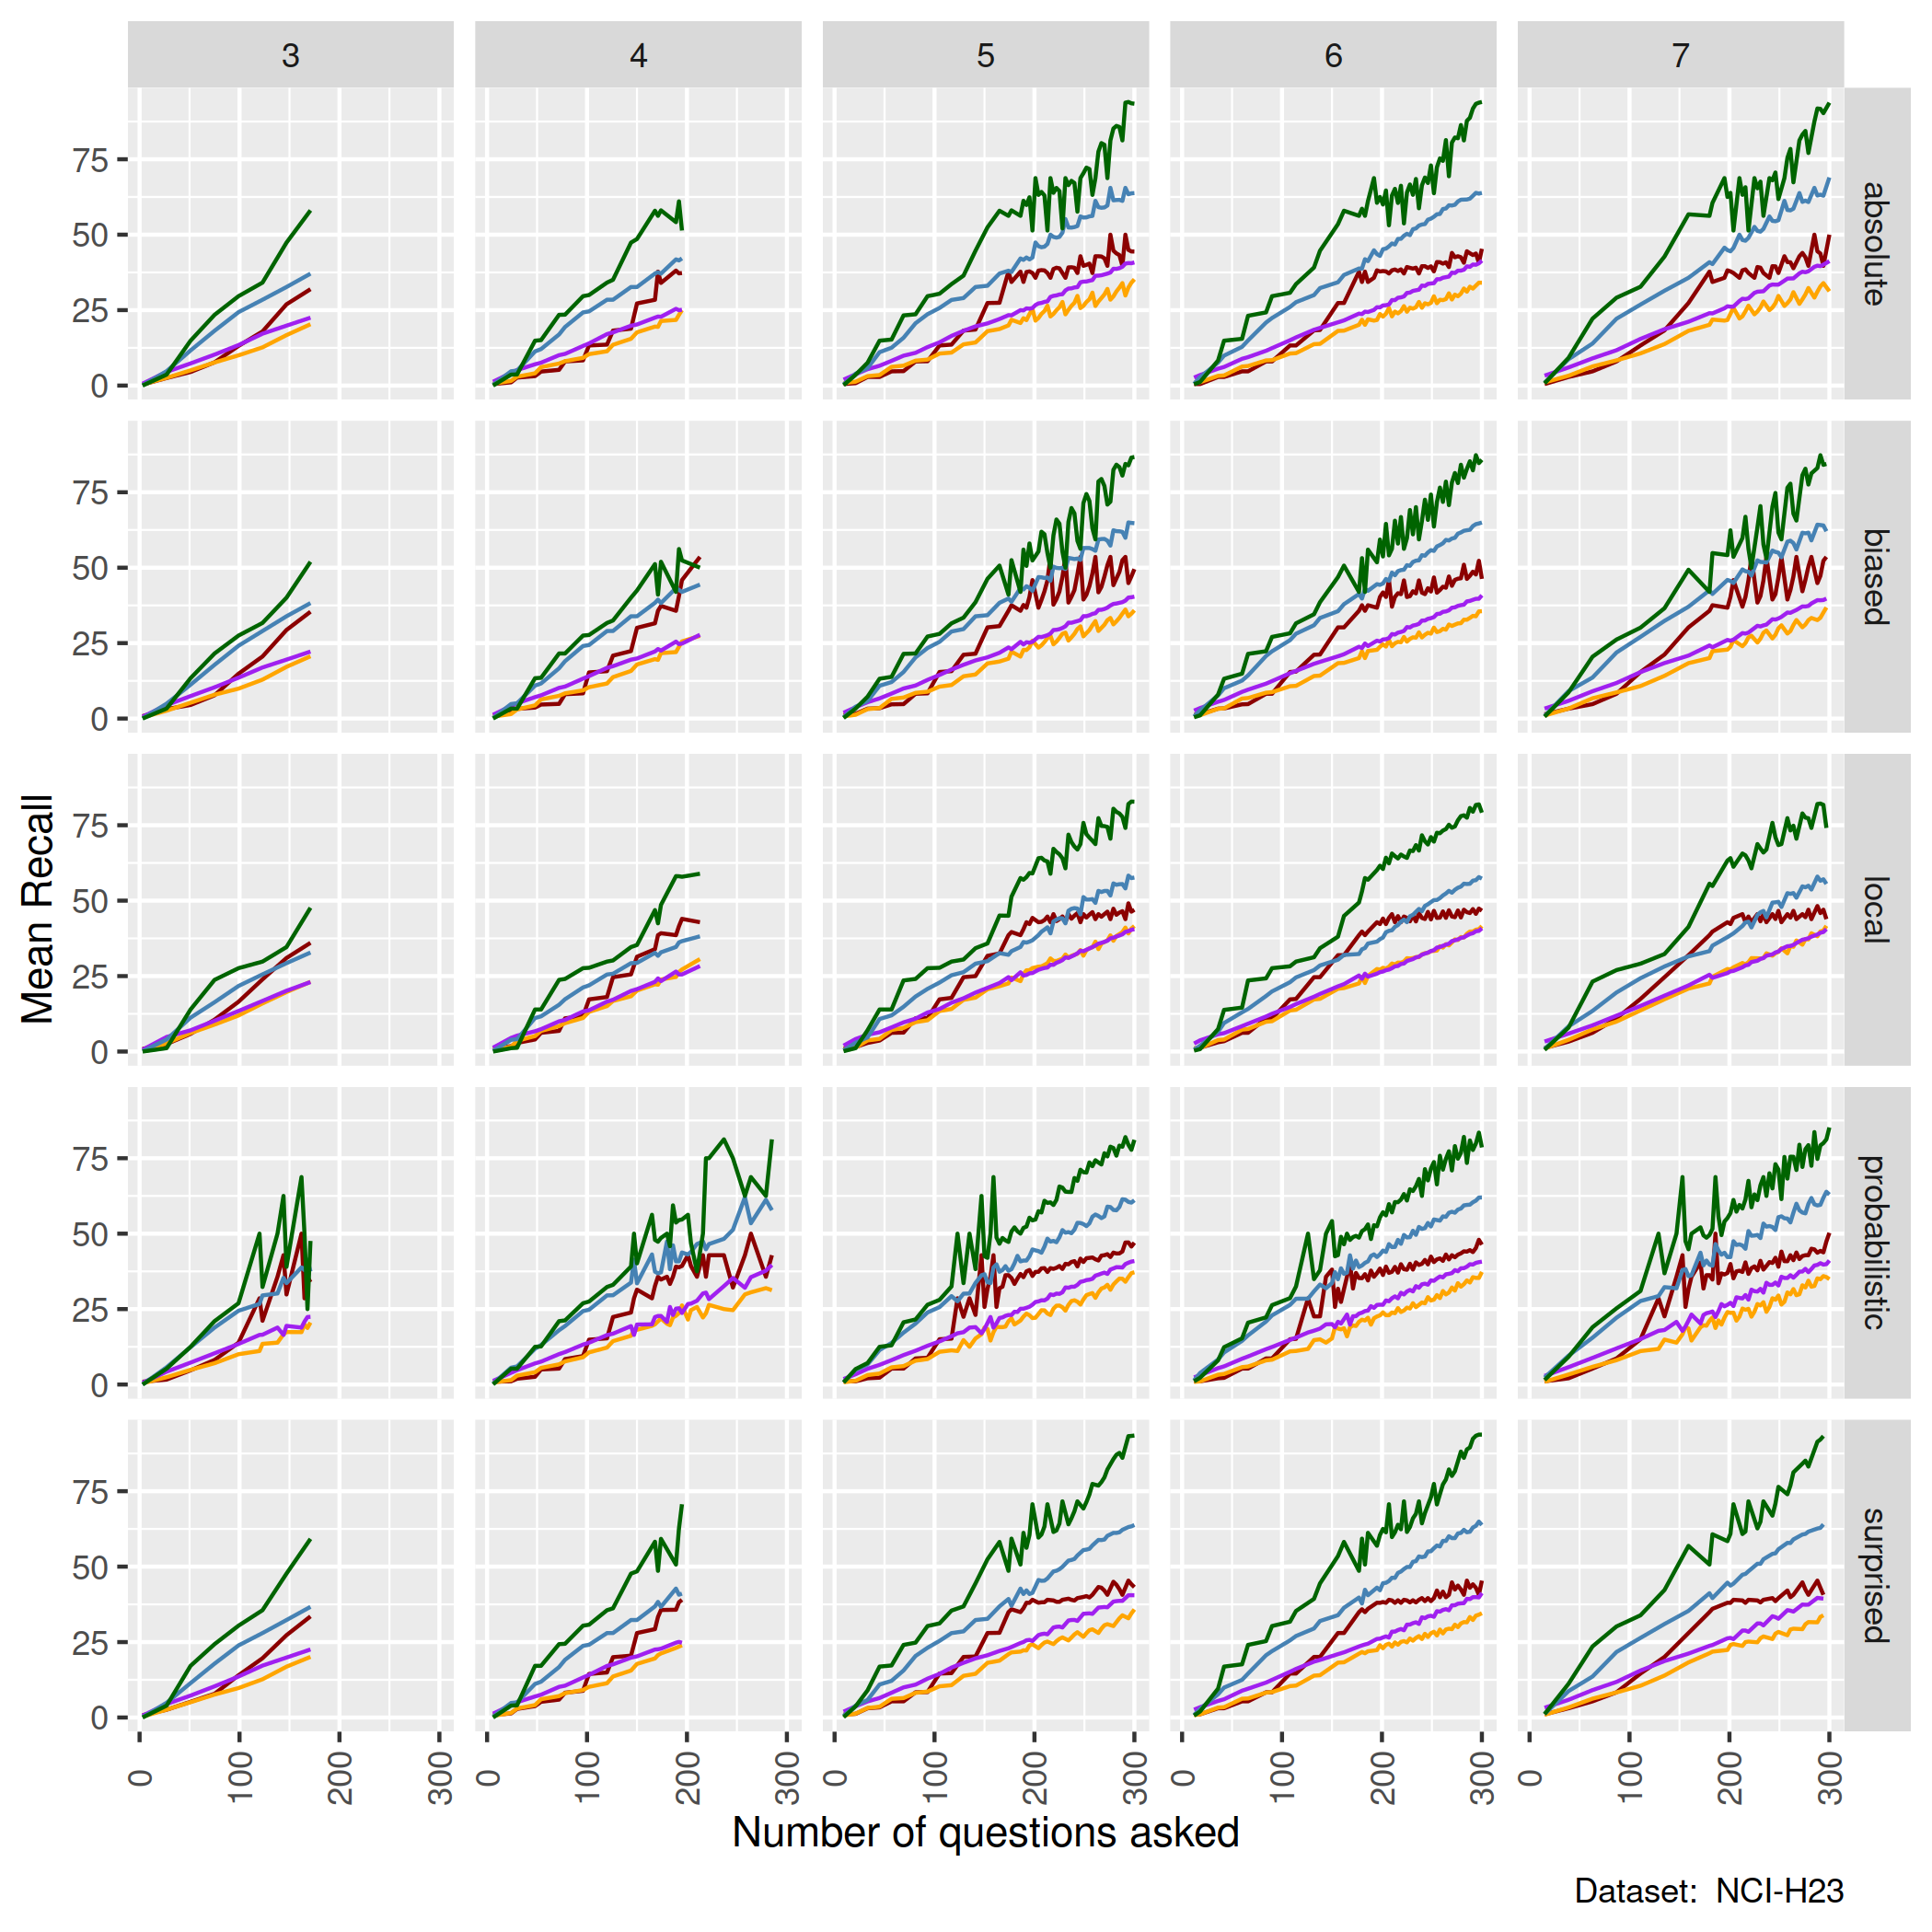 3 4 5 6 7
75
50
25
0
absolute
75
50
25
0
biased
75
50
25
0
local
75
50
25
0
probabilistic
75
50
25
0
surprised
Mean Recall
0 100 200 300 0 100 200 300 0 100 200 300 0 100 200 300 0 100 200 300
Number of questions asked
Dataset: NCI-H23